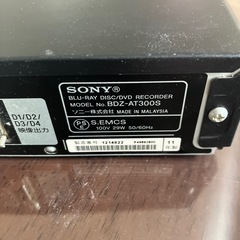 D1/D2/
D3/D4
映像出力
SONY
BLU-RAY DISC/DVD RECORDER
MODEL No. BDZ-AT300S
ソニー株式会社 MADE IN MALAYSIA
PS
E
S.EMCS
100V 29W 50/60Hz
製造番号 1214822
11